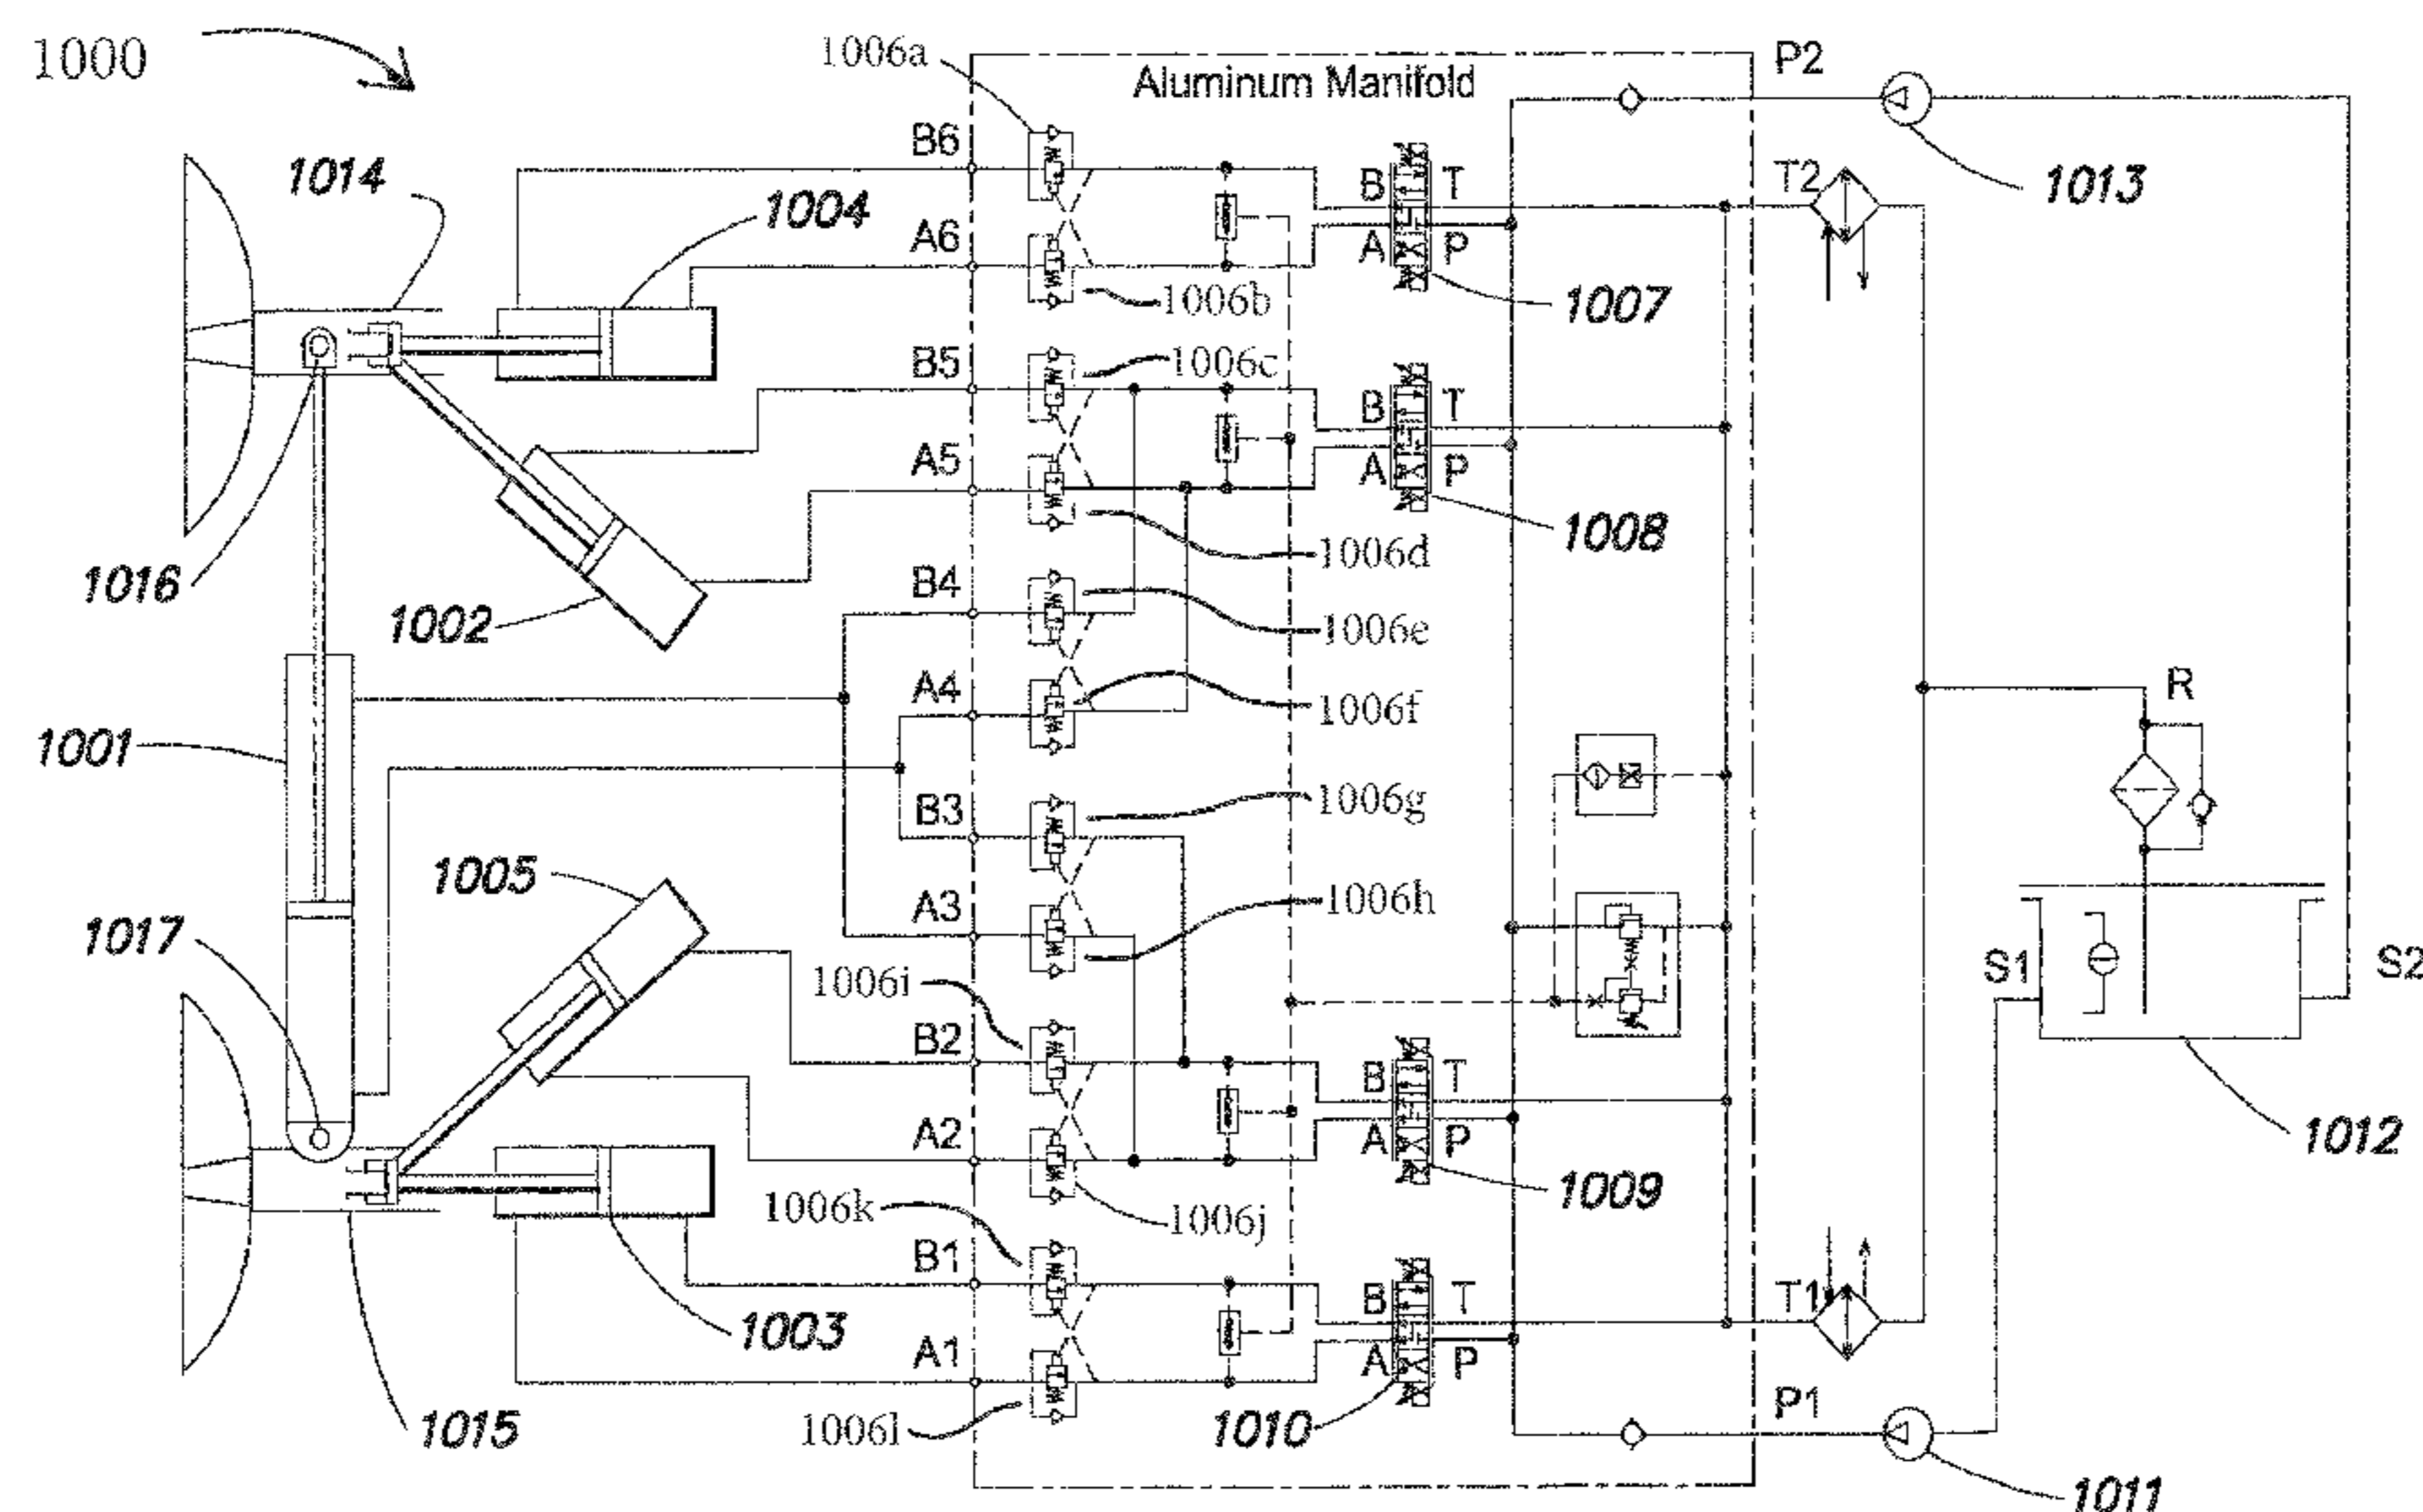 1000
1006a
Aluminum Manifold
P2
B6
1014
1004
B
T
T2
1013
A6
A
P
1006b
1007
B5
1006c
B
T
A5
A
P
1008
1016
1002
1006d
B4
1006e
A4
1006f
R
1001
B3
1006g
1005
A3
1006h
1017
S1
S2
1006i
B2
B
T
A2
A
P
1012
1009
1006k
1006j
B1
B
T
T1
1003
A1
A
P
1015
1006l
1010
P1
1011